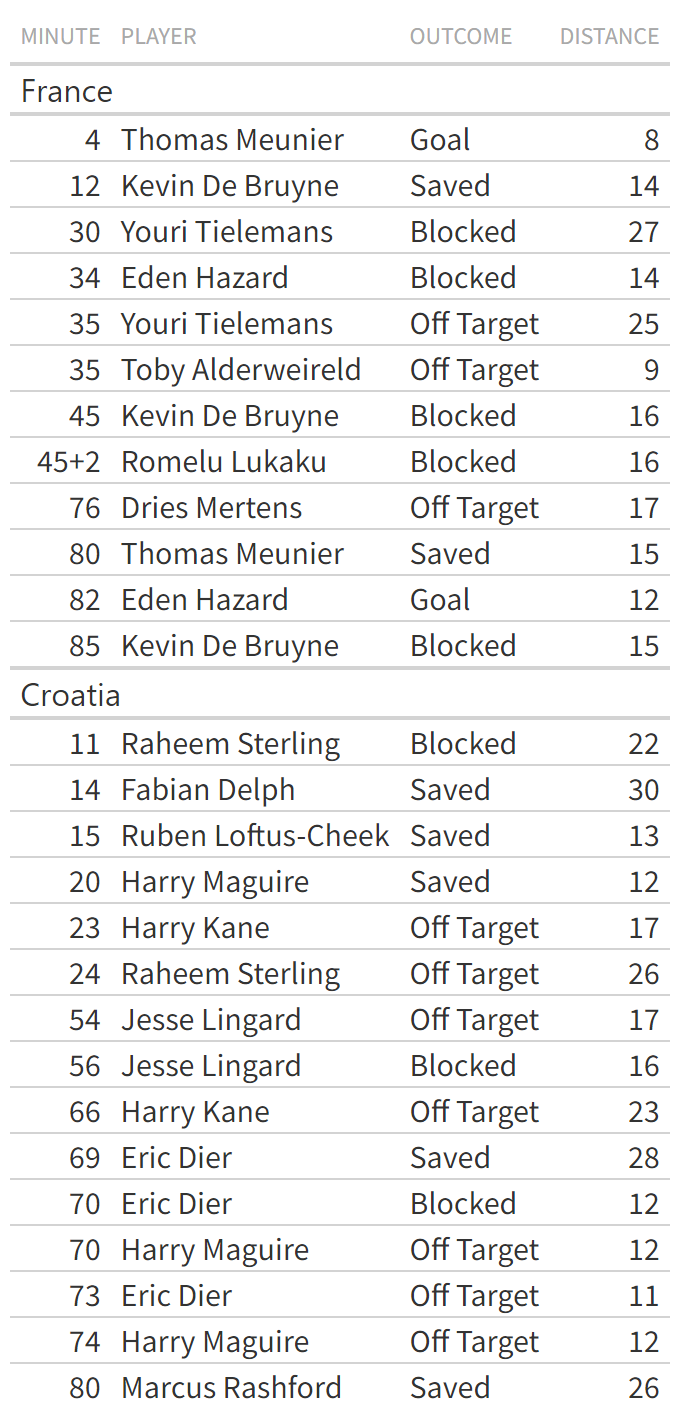 MINUTE PLAYER OUTCOME DISTANCE
France
4 Thomas Meunier Goal 8
12 Kevin De Bruyne Saved 14
30 Youri Tielemans Blocked 27
34 Eden Hazard Blocked 14
35 Youri Tielemans Off Target 25
35 Toby Alderweireld Off Target 9
45 Kevin De Bruyne Blocked 16
45+2 Romelu Lukaku Blocked 16
76 Dries Mertens Off Target 17
80 Thomas Meunier Saved 15
82 Eden Hazard Goal 12
85 Kevin De Bruyne Blocked 15
Croatia
11 Raheem Sterling Blocked 22
14 Fabian Delph Saved 30
15 Ruben Loftus-Cheek Saved 13
20 Harry Maguire Saved 12
23 Harry Kane Off Target 17
24 Raheem Sterling Off Target 26
54 Jesse Lingard Off Target 17
56 Jesse Lingard Blocked 16
66 Harry Kane Off Target 23
69 Eric Dier Saved 28
70 Eric Dier Blocked 12
70 Harry Maguire Off Target 12
73 Eric Dier Off Target 11
74 Harry Maguire Off Target 12
80 Marcus Rashford Saved 26